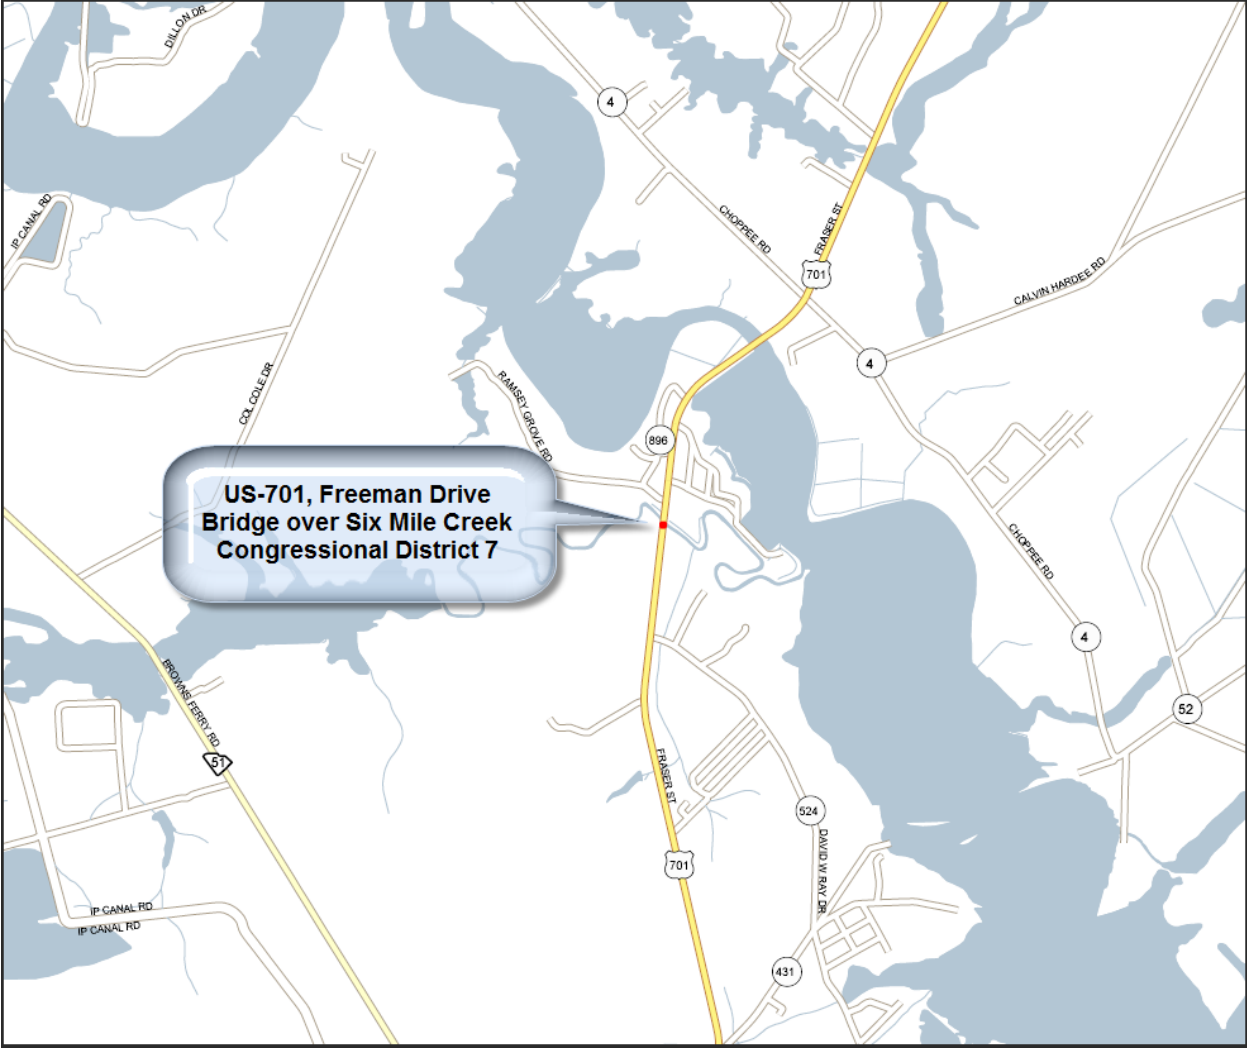 DILLON DR
4
IP CANAL RD
CHOPPEE RD
FRASER ST
701
CALVIN HARDEE RD
4
COL COLE DR
RAMSEY GROVE RD
896
US-701, Freeman Drive
Bridge over Six Mile Creek
Congressional District 7
CHOPPEE RD
4
BROWNS FERRY RD
52
51
FRASER ST
524
DAVID W RAY DR
701
IP CANAL RD
IP CANAL RD
431